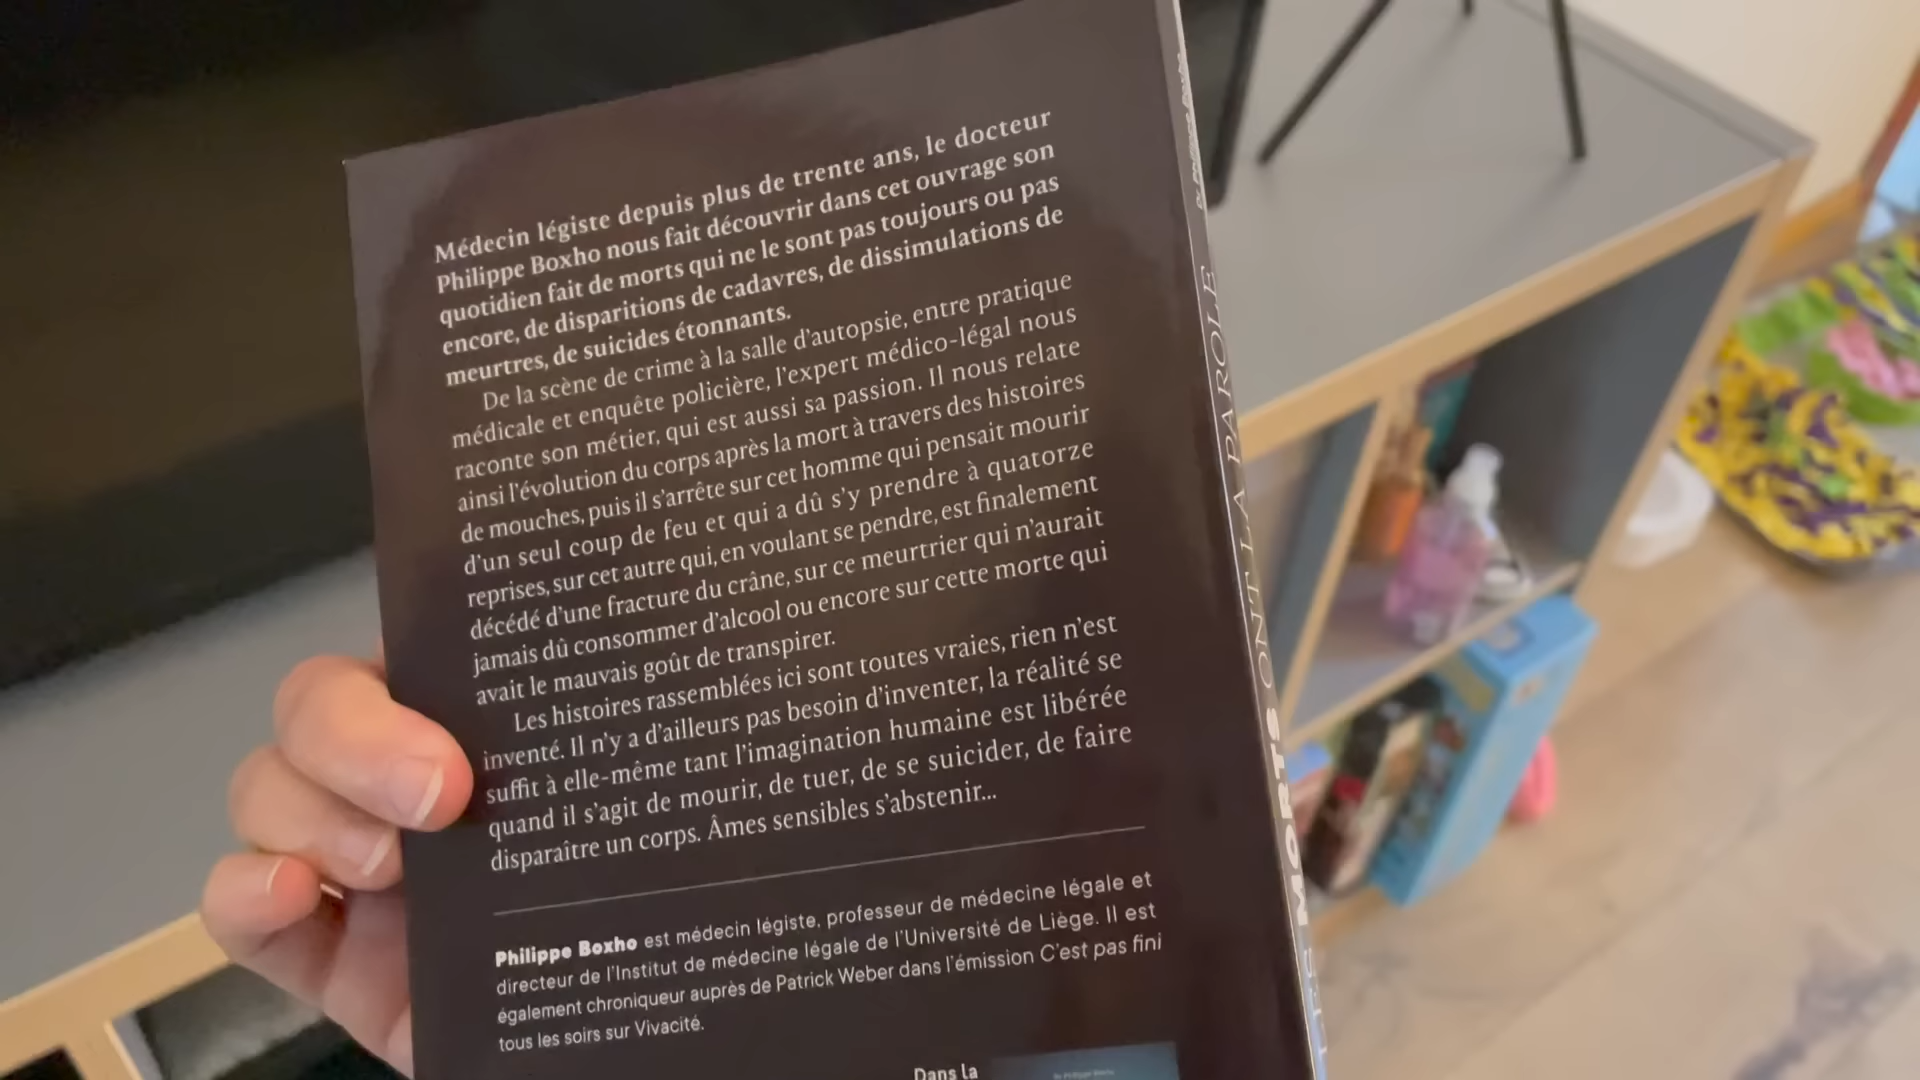 Médecin légiste depuis plus de trente ans, le docteur
Philippe Boxho nous fait découvrir dans cet ouvrage son
quotidien fait de morts qui ne le sont pas toujours ou pas
encore, de disparitions de cadavres, de dissimulations de
meurtres, de suicides étonnants.
De la scène de crime à la salle d'autopsie, entre pratique
médicale et enquête policière, l'expert médico-légal nous
raconte son métier, qui est aussi sa passion. Il nous relate
ainsi l'évolution du corps après la mort à travers des histoires
de mouches, puis il s'arrête sur cet homme qui pensait mourir
d'un seul coup de feu et qui a dû s'y prendre à quatorze
reprises, sur cet autre qui, en voulant se pendre, est finalement
décédé d'une fracture du crâne, sur ce meurtrier qui n'aurait
jamais dû consommer d'alcool ou encore sur cette morte qui
avait le mauvais goût de transpirer.
Les histoires rassemblées ici sont toutes vraies, rien n'est
inventé. Il n'y a d'ailleurs pas besoin d'inventer, la réalité se
suffit à elle-même tant l'imagination humaine est libérée
quand il s'agit de mourir, de tuer, de se suicider, de faire
disparaître un corps. Âmes sensibles s'abstenir...
Philippe Boxho est médecin légiste, professeur de médecine légale et
directeur de l'Institut de médecine légale de l'Université de Liège. Il est
également chroniqueur auprès de Patrick Weber dans l'émission C'est pas fini
tous les soirs sur Vivacité.
Dans la
LES MORTS ONT LA PAROLE
Dr Philippe Boxho